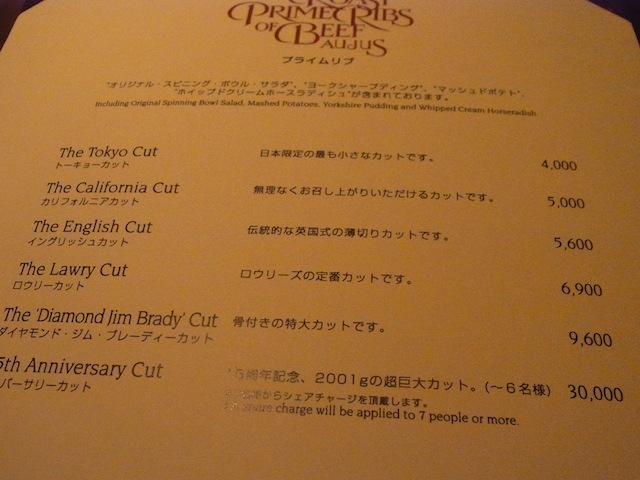 ROAST
PRIME RIBS
OF BEEF
AU JUS
プライムリブ
"オリジナル・スピニング・ボウル・サラダ"、"ヨークシャープディング"、"マッシュドポテト"、
"ホイップドクリームホースラディシュ"が含まれております。
Including Original Spinning Bowl Salad, Mashed Potatoes, Yorkshire Pudding and Whipped Cream Horseradish
The Tokyo Cut 日本限定の最も小さなカットです。 4,000
トーキョーカット
The California Cut 無理なくお召し上がりいただけるカットです。 5,000
カリフォルニアカット
The English Cut 伝統的な英国式の薄切りカットです。 5,600
イングリッシュカット
The Lawry Cut ロウリーズの定番カットです。 6,900
ロウリーカット
The 'Diamond Jim Brady' Cut 骨付きの特大カットです。 9,600
ダイヤモンド・ジム・ブレーディーカット
5th Anniversary Cut 5周年記念、2001gの超巨大カット。(〜6名様) 30,000
バーサリーカット
からシェアチャージを頂戴します。
share charge will be applied to 7 people or more.